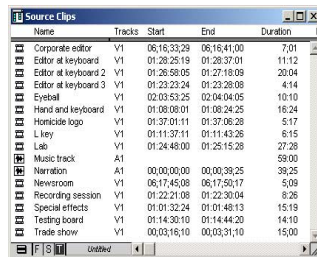 Source Clips
Name Tracks Start End Duration
Corporate editor V1 06;16;33;29 06;16;41;00 7;01
Editor at keyboard V1 01:28:25:19 01:28:37:01 11:12
Editor at keyboard 2 V1 01:26:58:05 01:27:18:09 20:04
Editor at keyboard 3 V1 01:23:23:24 01:23:28:08 4:14
Eyeball V1 02:03:53:25 02:04:04:05 10:10
Hand and keyboard V1 01:08:08:01 01:08:24:25 16:24
Homicide logo V1 01:37:01:11 01:37:06:28 5:17
L key V1 01:11:37:11 01:11:43:26 6:15
Lab V1 01:24:48:00 01:25:15:28 27:28
Music track A1 59:00
Narration A1 00;00;00;00 00;00;39;25 39;25
Newsroom V1 06;17;45;08 06;17;50;17 5;09
Recording session V1 01:22:21:08 01:22:30:04 8:26
Special effects V1 01:01:32:24 01:01:48:13 15:19
Testing board V1 01:14:30:10 01:14:44:20 14:10
Trade show V1 00;03;16;10 00;03;31;10 15;00
F S T Untitled